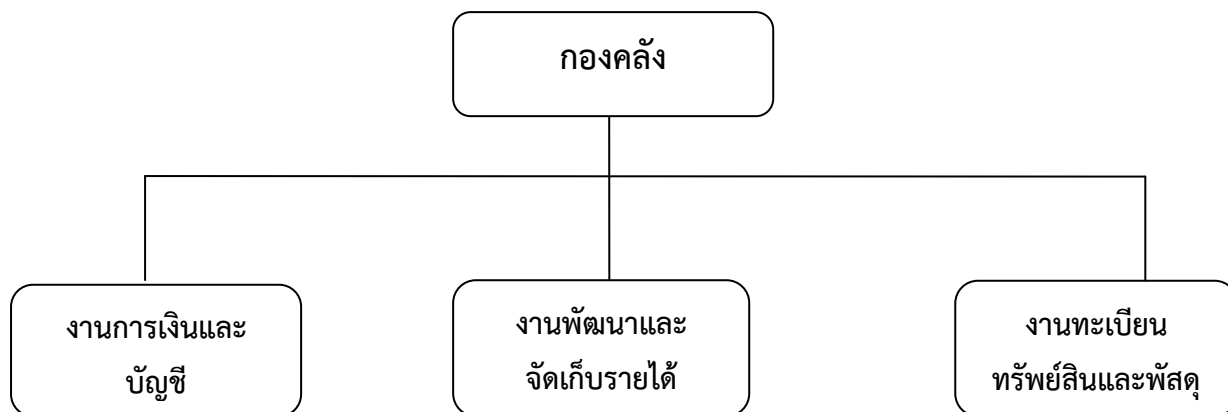 กองคลัง
งานการเงินและ
บัญชี
งานพัฒนาและ
จัดเก็บรายได้
งานทะเบียน
ทรัพย์สินและพัสดุ